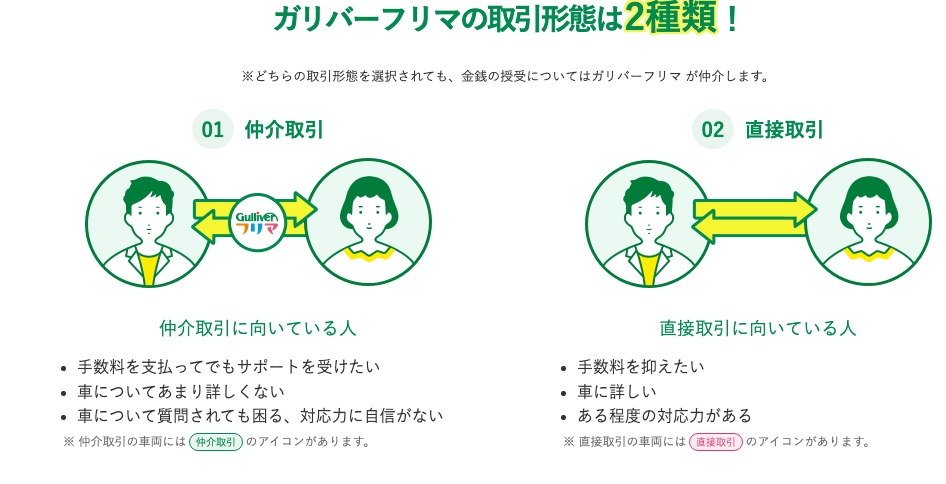 ガリバーフリマの取引形態は2種類！
※どちらの取引形態を選択されても、金銭の授受についてはガリバーフリマ が仲介します。
01 仲介取引
Gulliver
フリマ
仲介取引に向いている人
手数料を支払ってでもサポートを受けたい
車についてあまり詳しくない
車について質問されても困る、対応力に自信がない
※ 仲介取引の車両には 仲介取引 のアイコンがあります。
02 直接取引
直接取引に向いている人
手数料を抑えたい
車に詳しい
ある程度の対応力がある
※ 直接取引の車両には 直接取引 のアイコンがあります。